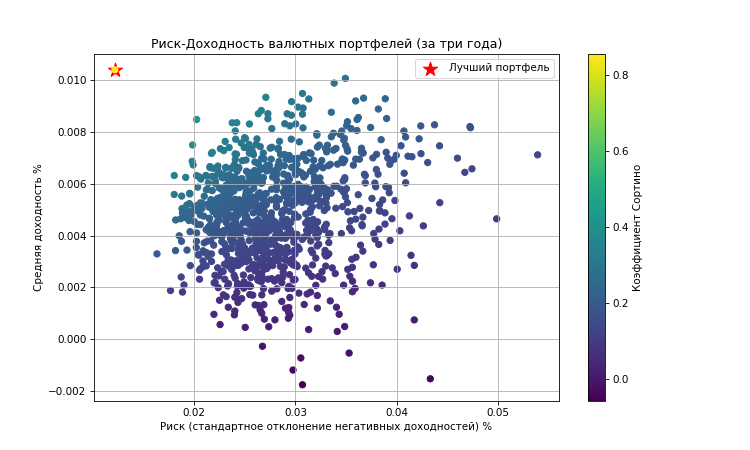 Риск-Доходность валютных портфелей (за три года)
Лучший портфель
Средняя доходность %
0.010
0.008
0.006
0.004
0.002
0.000
−0.002
0.02 0.03 0.04 0.05
Риск (стандартное отклонение негативных доходностей) %
0.8
0.6
0.4
0.2
0.0
Коэффициент Сортино